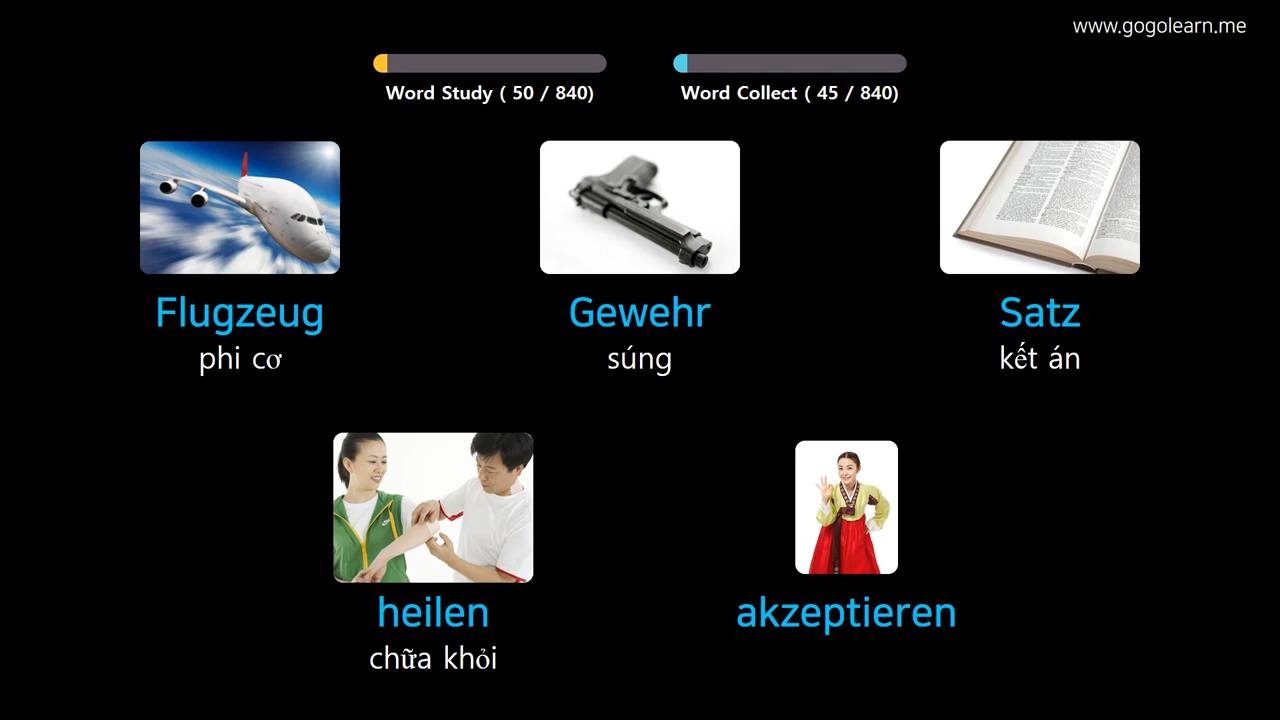 www.gogolearn.me
Word Study ( 50 / 840)
Word Collect ( 45 / 840)
Flugzeug
phi cơ
Gewehr
súng
Satz
kết án
heilen
chữa khỏi
akzeptieren